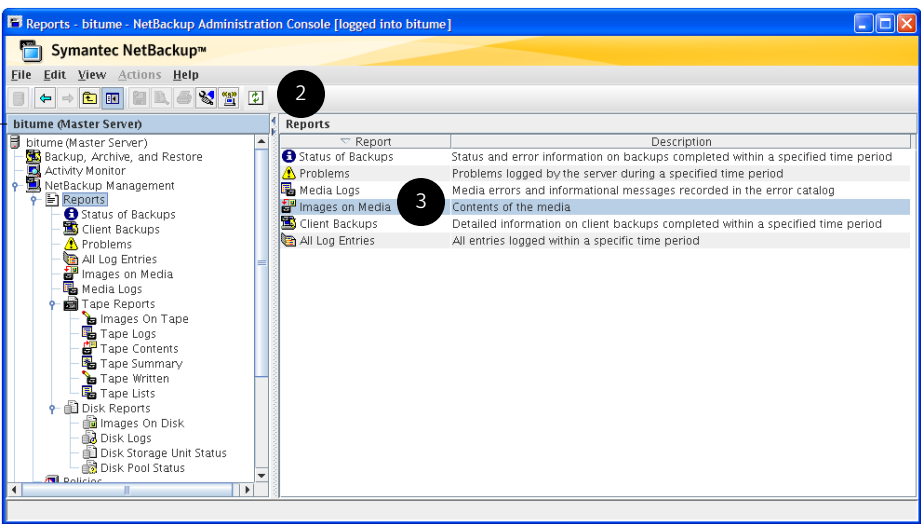 Reports - bitume - NetBackup Administration Console [logged into bitume]
Symantec NetBackup™
File Edit View Actions Help
2
bitume (Master Server)
bitume (Master Server)
Backup, Archive, and Restore
Activity Monitor
NetBackup Management
Reports
Status of Backups
Client Backups
Problems
All Log Entries
Images on Media
Media Logs
Tape Reports
Images On Tape
Tape Logs
Tape Contents
Tape Summary
Tape Written
Tape Lists
Disk Reports
Images On Disk
Disk Logs
Disk Storage Unit Status
Disk Pool Status
Policies
Reports
Report Description
Status of Backups Status and error information on backups completed within a specified time period
Problems Problems logged by the server during a specified time period
Media Logs Media errors and informational messages recorded in the error catalog
Images on Media 3 Contents of the media
Client Backups Detailed information on client backups completed within a specified time period
All Log Entries All entries logged within a specific time period